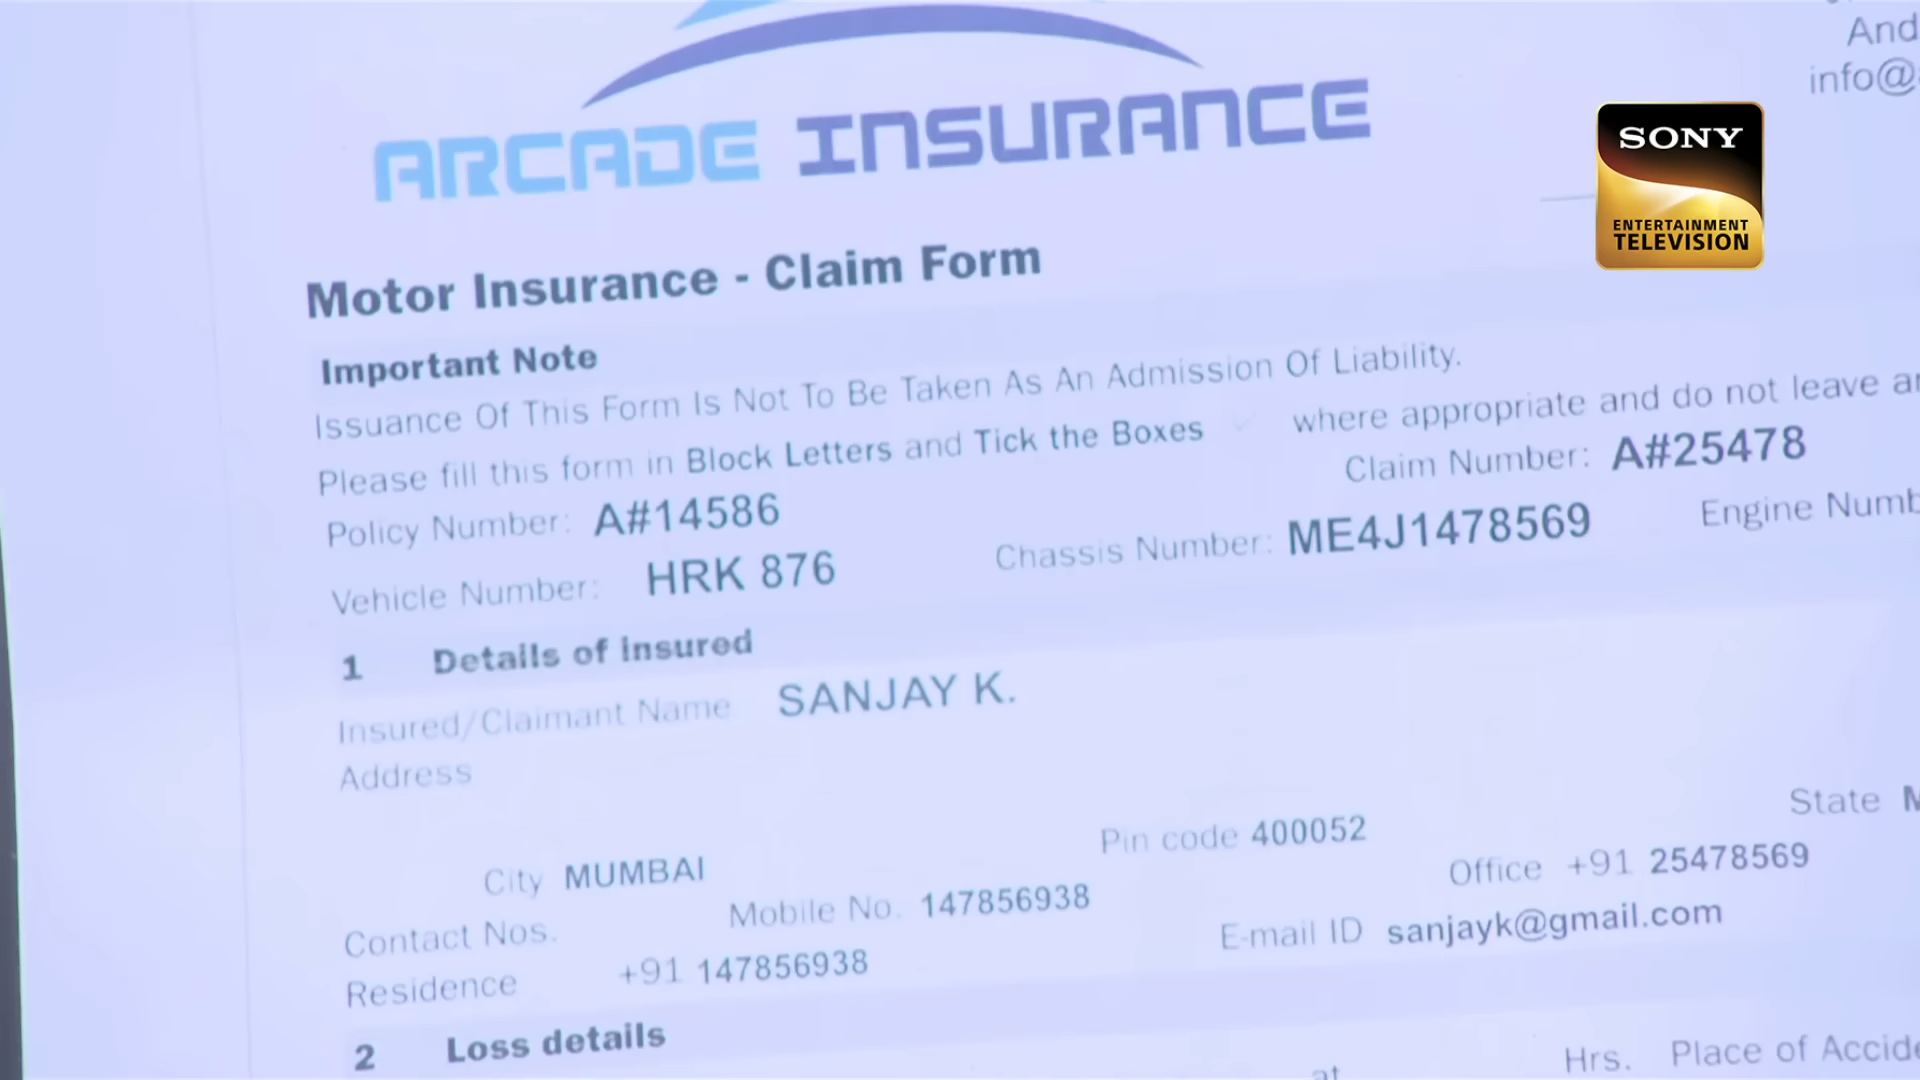 ARCADE INSURANCE
And
info@
SONY
ENTERTAINMENT
TELEVISION
Motor Insurance - Claim Form
Important Note
Issuance Of This Form Is Not To Be Taken As An Admission Of Liability.
Please fill this form in Block Letters and Tick the Boxes where appropriate and do not leave
Policy Number: A#14586 Claim Number: A#25478
Vehicle Number: HRK 876 Chassis Number: ME4J1478569 Engine Numb
1 Details of insured
Insured/Claimant Name SANJAY K.
Address
City MUMBAI Pin code 400052 State M
Contact Nos. Mobile No. 147856938 Office +91 25478569
Residence +91 147856938 E-mail ID sanjayk@gmail.com
2 Loss details
at Hrs. Place of Accide